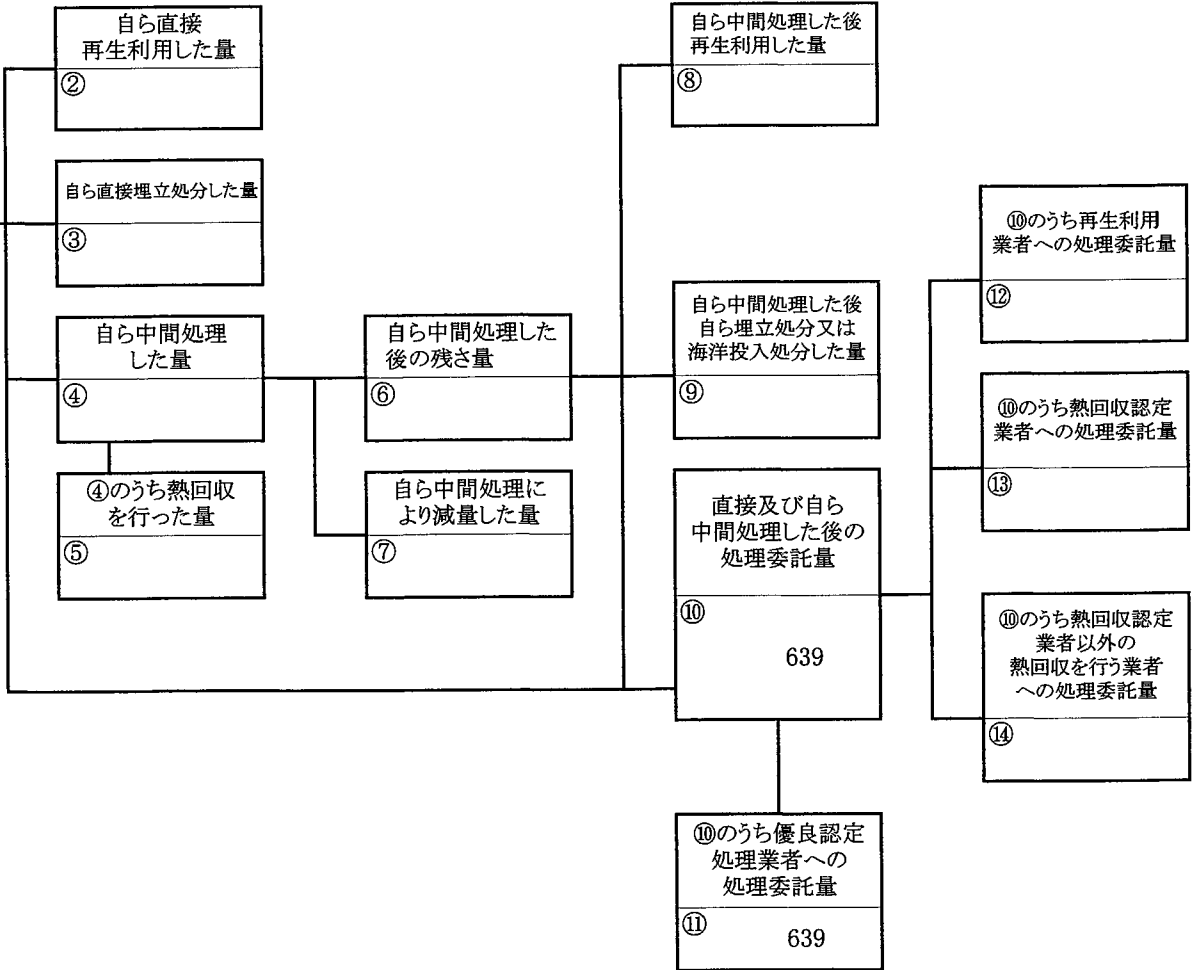 自ら直接
再生利用した量
②
自ら直接埋立処分した量
③
自ら中間処理
した量
④
④のうち熱回収
を行った量
⑤
自ら中間処理した
後の残さ量
⑥
自ら中間処理に
より減量した量
⑦
自ら中間処理した後
再生利用した量
⑧
自ら中間処理した後
自ら埋立処分又は
海洋投入処分した量
⑨
直接及び自ら
中間処理した後の
処理委託量
⑩
639
⑩のうち優良認定
処理業者への
処理委託量
⑪
639
⑩のうち再生利用
業者への処理委託量
⑫
⑩のうち熱回収認定
業者への処理委託量
⑬
⑩のうち熱回収認定
業者以外の
熱回収を行う業者
への処理委託量
⑭